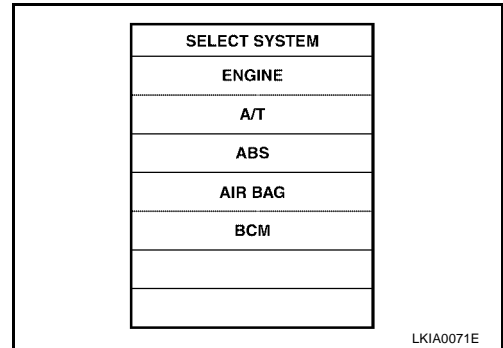 SELECT SYSTEM
ENGINE
A/T
ABS
AIR BAG
BCM
LKIA0071E